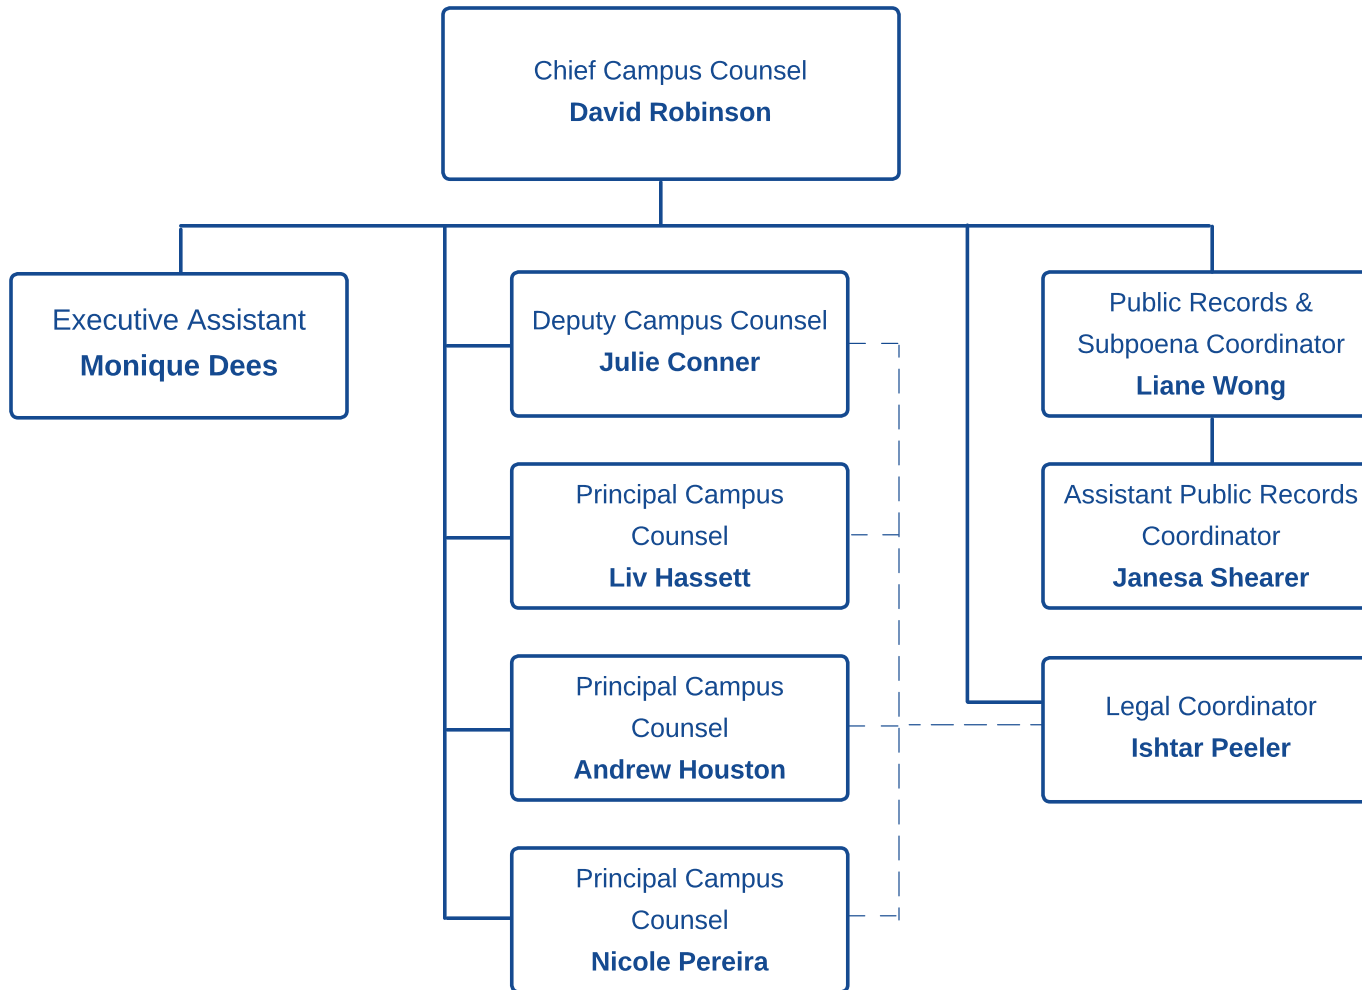 Chief Campus Counsel
David Robinson
Executive Assistant
Monique Dees
Deputy Campus Counsel
Julie Conner
Principal Campus
Counsel
Liv Hassett
Principal Campus
Counsel
Andrew Houston
Principal Campus
Counsel
Nicole Pereira
Public Records &
Subpoena Coordinator
Liane Wong
Assistant Public Records
Coordinator
Janesa Shearer
Legal Coordinator
Ishtar Peeler